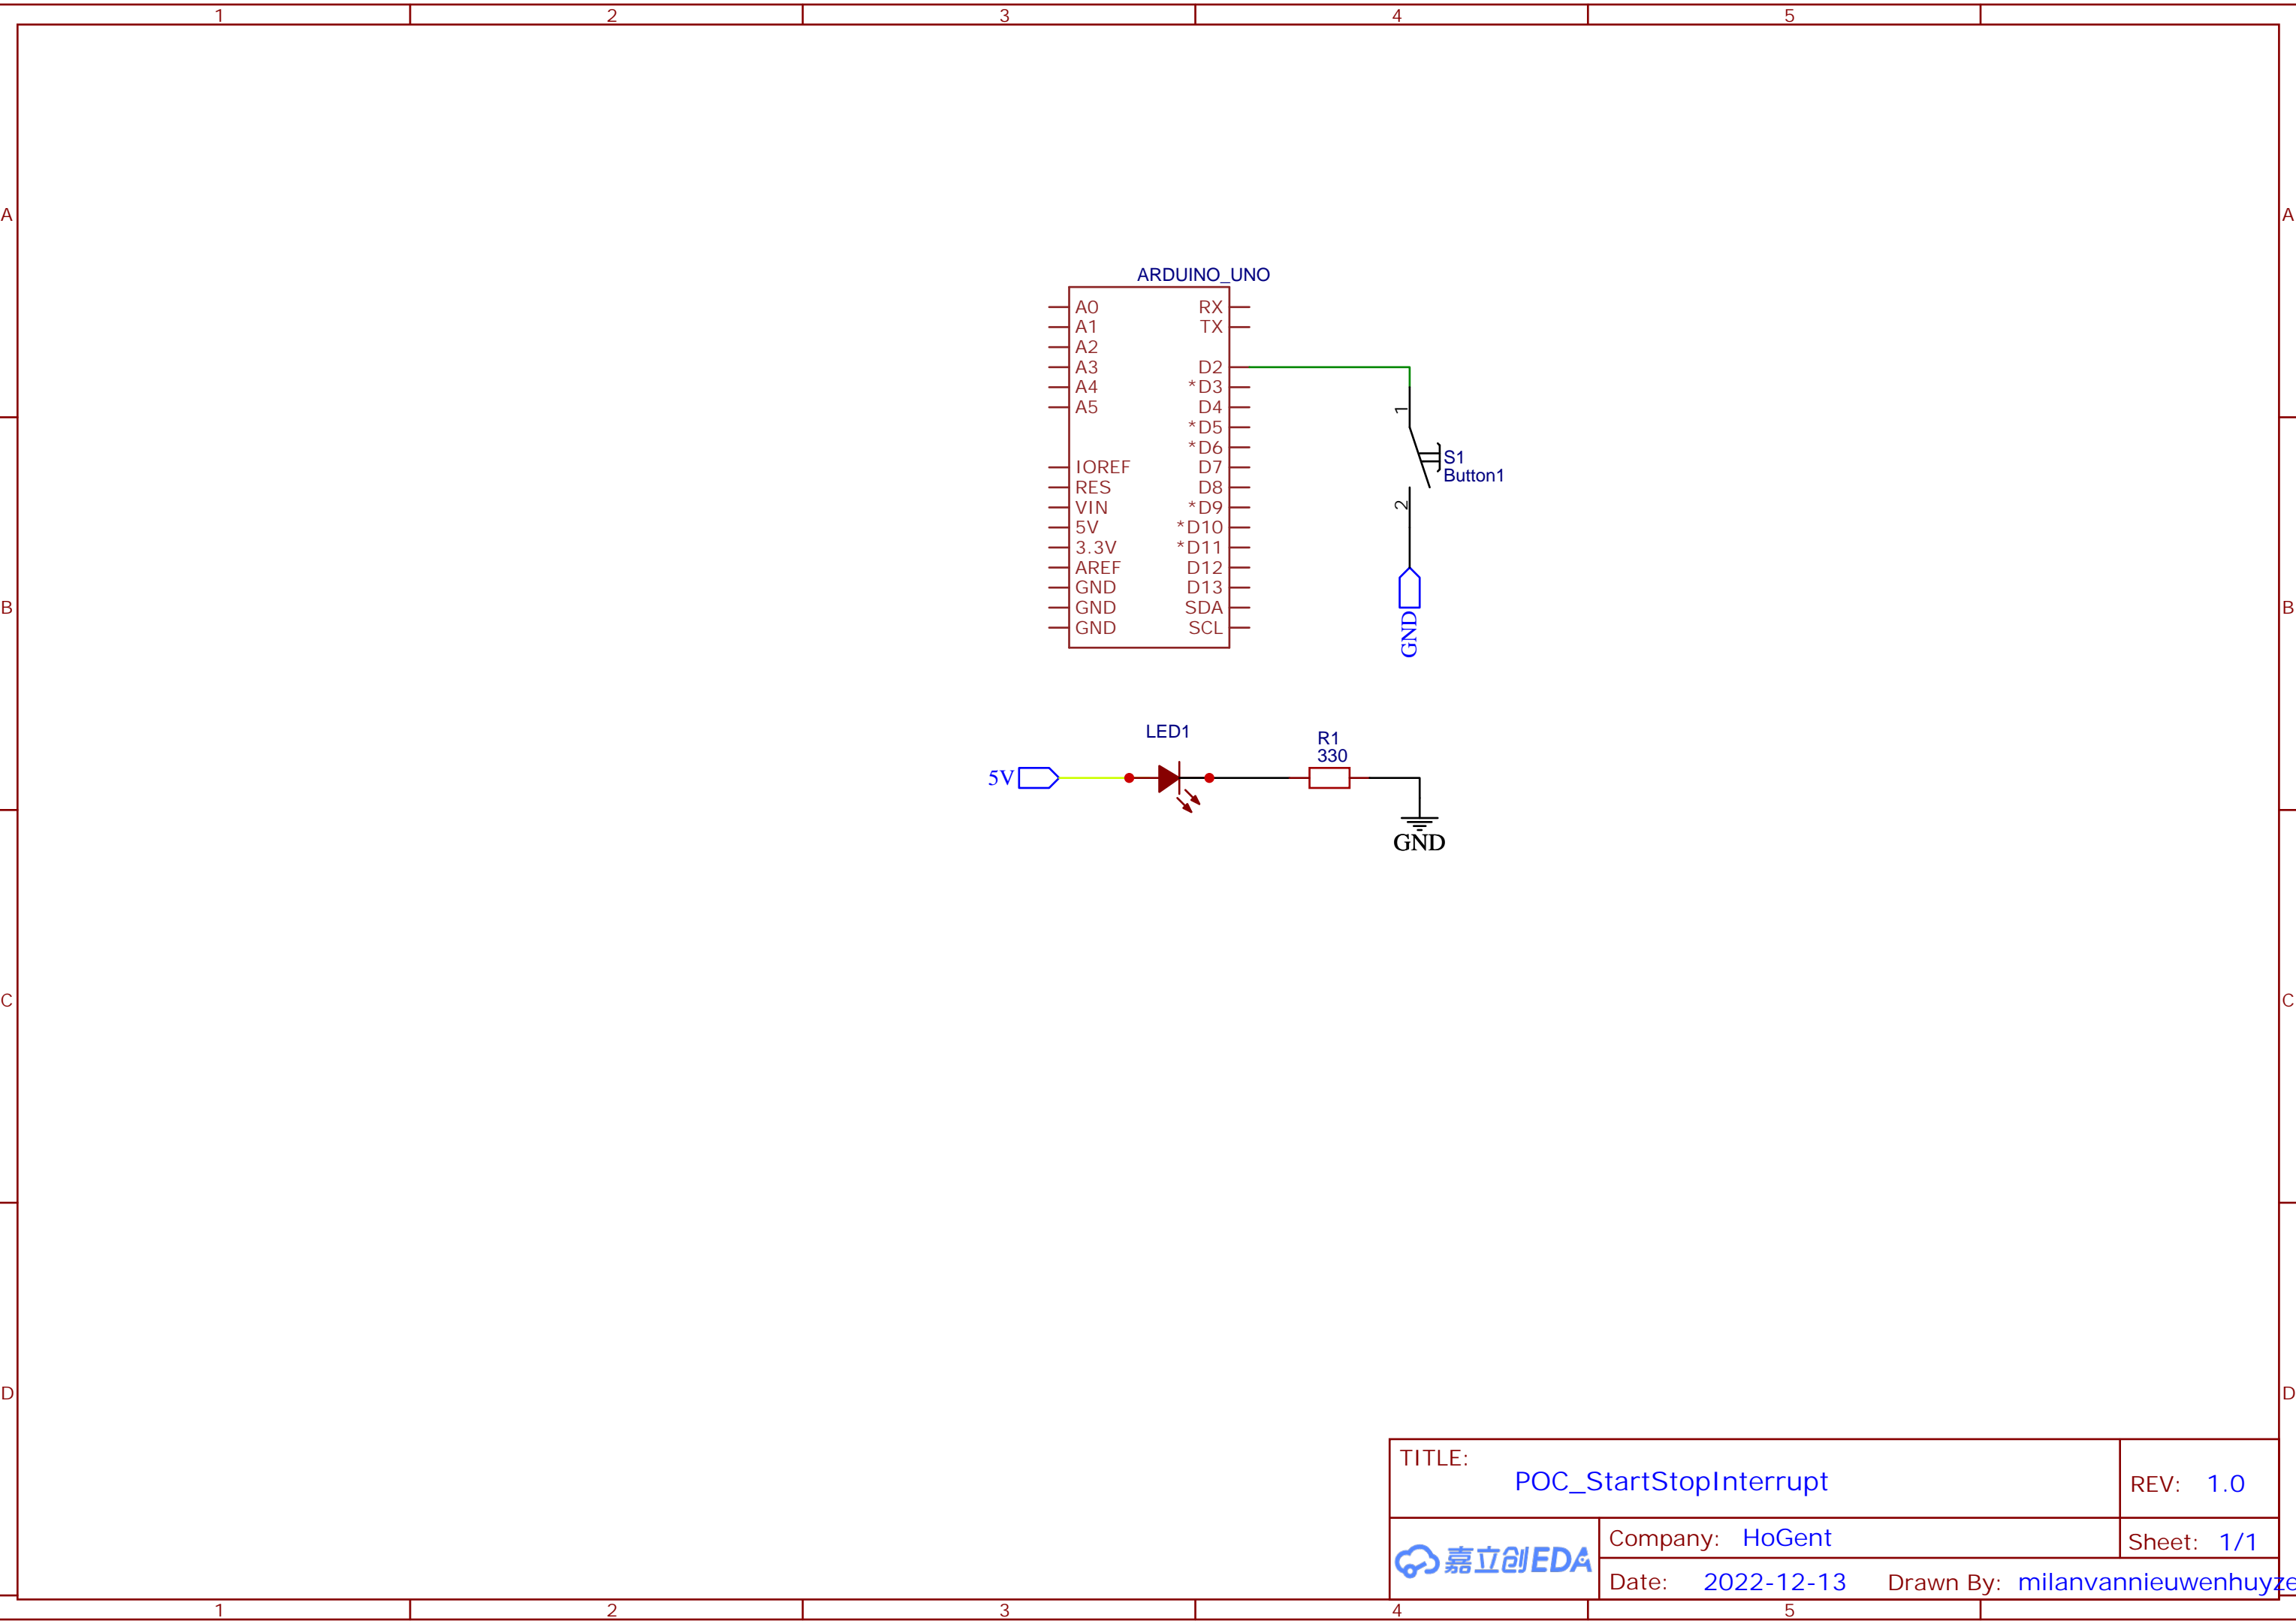 1 2 3 4 5
A A
ARDUINO_UNO
A0 RX
A1 TX
A2
A3 D2
A4 *D3
A5 D4
*D5
*D6
IOREF D7
RES D8
VIN *D9
5V *D10
3.3V *D11
AREF D12
GND D13
GND SDA
GND SCL
1
S1
Button1
2
GND
B B
LED1
R1
330
5V
GND
C C
D D
TITLE:
POC_StartStopInterrupt
REV: 1.0
嘉立创EDA
Company: HoGent
Sheet: 1/1
Date: 2022-12-13 Drawn By: milanvannieuwenhuyze
1 2 3 4 5